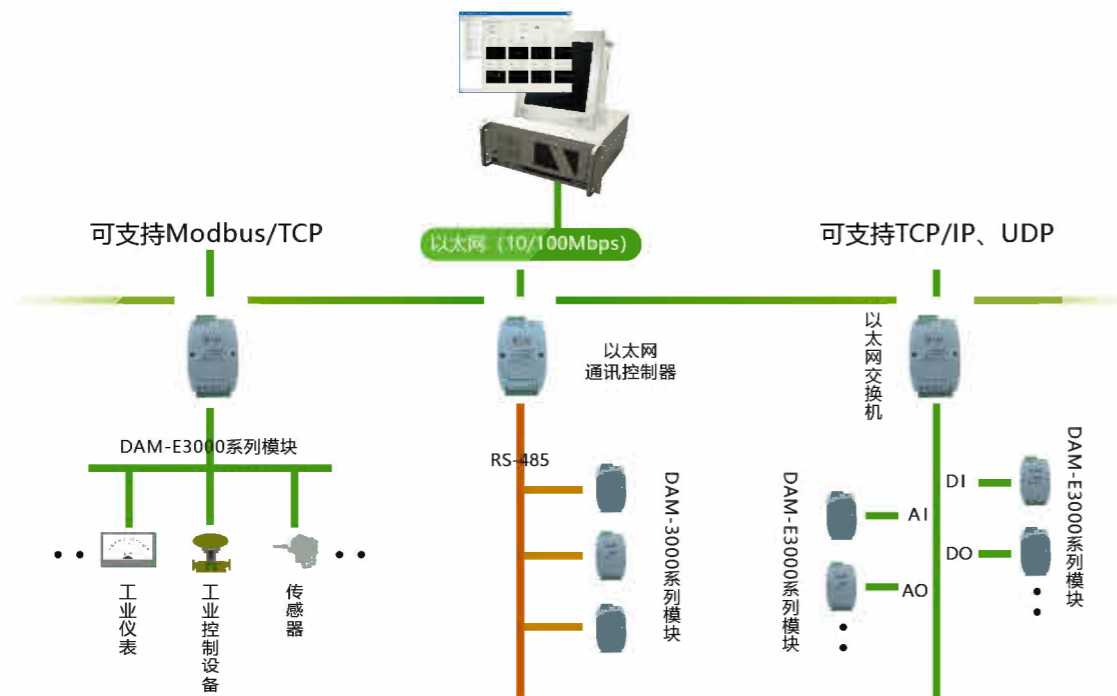 可支持Modbus/TCP
以太网（10/100Mbps）
可支持TCP/IP、UDP
以太网
通讯控制器
以太网交换机
DAM-E3000系列模块
RS-485
工业仪表
工业控制设备
传感器
DAM-3000系列模块
DAM-E3000系列模块
AI
AO
DI
DO
DAM-E3000系列模块